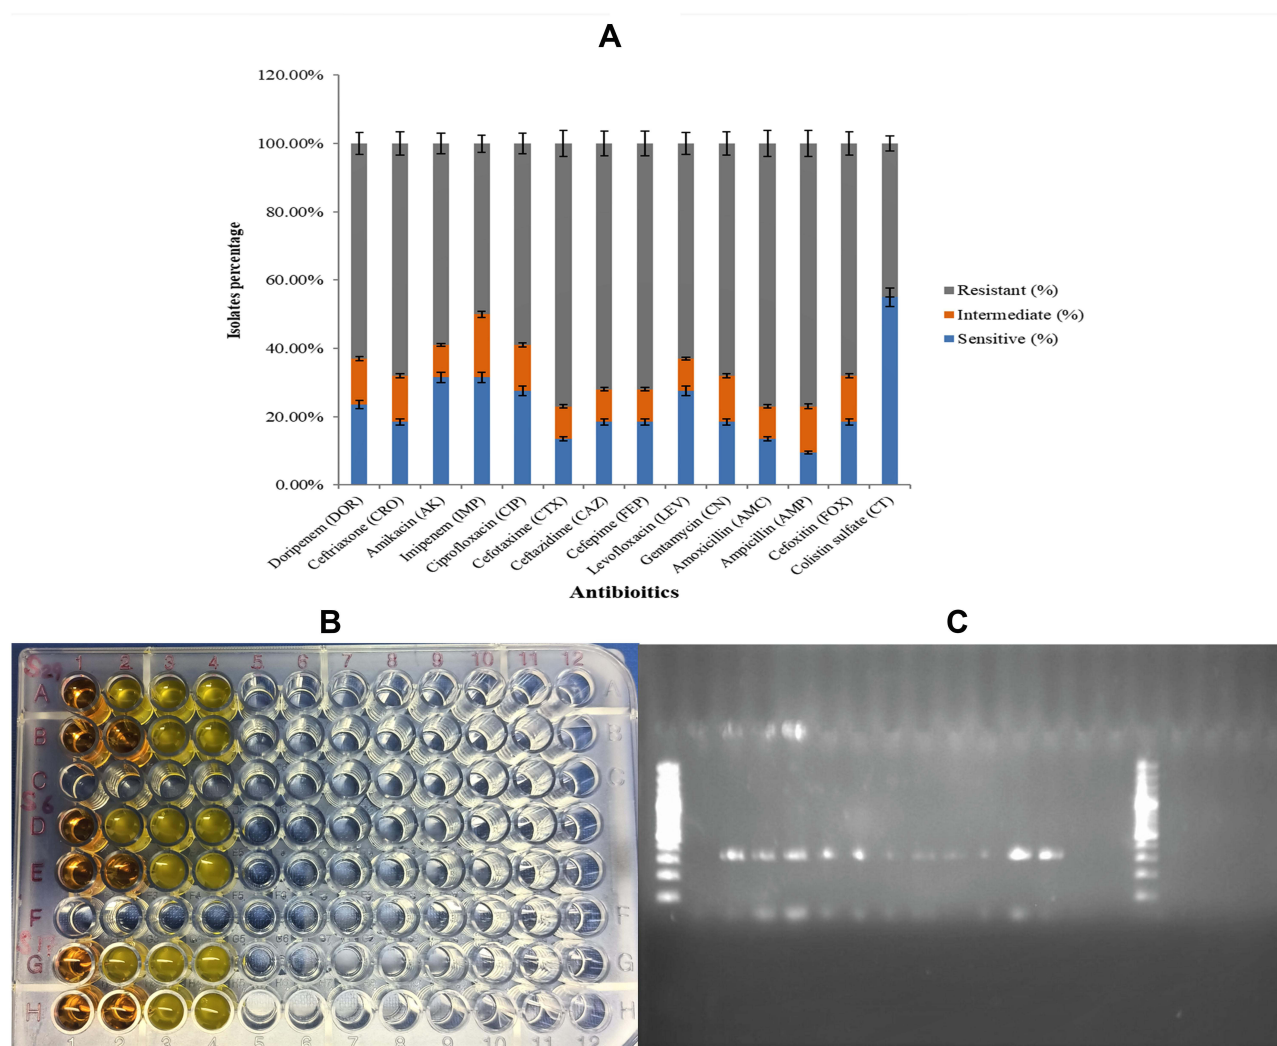 A
120.00%
100.00%
80.00%
60.00%
40.00%
20.00%
0.00%
Isolates percentage
Resistant (%)
Intermediate (%)
Sensitive (%)
Doripenem (DOR)
Ceftriaxone (CRO)
Amikacin (AK)
Imipenem (IMP)
Ciprofloxacin (CIP)
Cefotaxime (CTX)
Ceftazidime (CAZ)
Cefepime (FEP)
Levofloxacin (LEV)
Gentamycin (CN)
Amoxicillin (AMC)
Ampicillin (AMP)
Cefoxitin (FOX)
Colistin sulfate (CT)
Antibioitics
B
C
1 2 3 4 5 6 7 8 9 10 11 12
A A
B B
C
D
E
F F
G G
H H
1 2 3 4 5 6 7 8 9 10 11 12